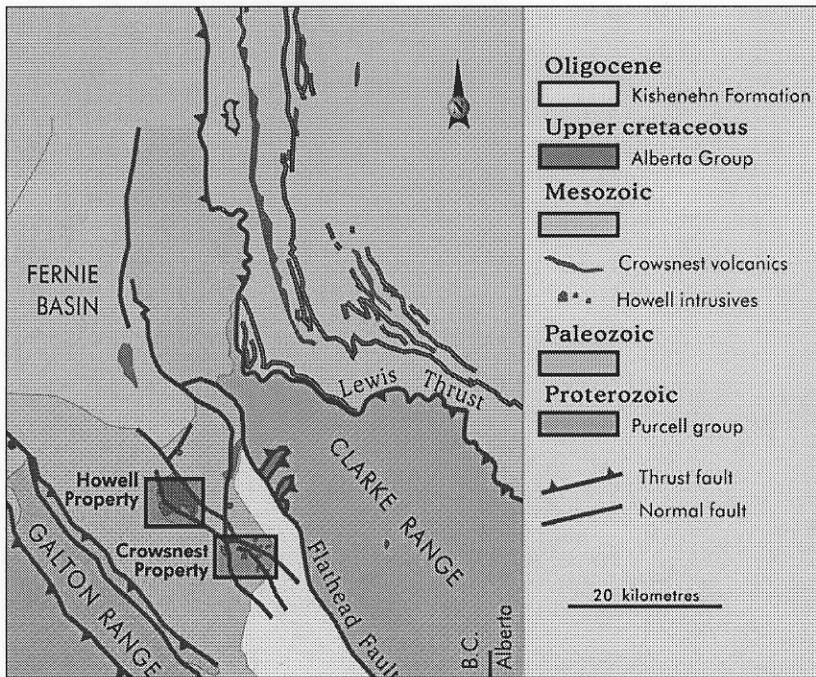 N
FERNIE
BASIN
Lewis Thrust
CLARKE RANGE
Howell
Property
Crowsnest
Property
GALTON RANGE
Flathead Fault
B.C.
Alberta
Oligocene
Kishenehn Formation
Upper cretaceous
Alberta Group
Mesozoic
Crowsnest volcanics
Howell intrusives
Paleozoic
Proterozoic
Purcell group
Thrust fault
Normal fault
20 kilometres